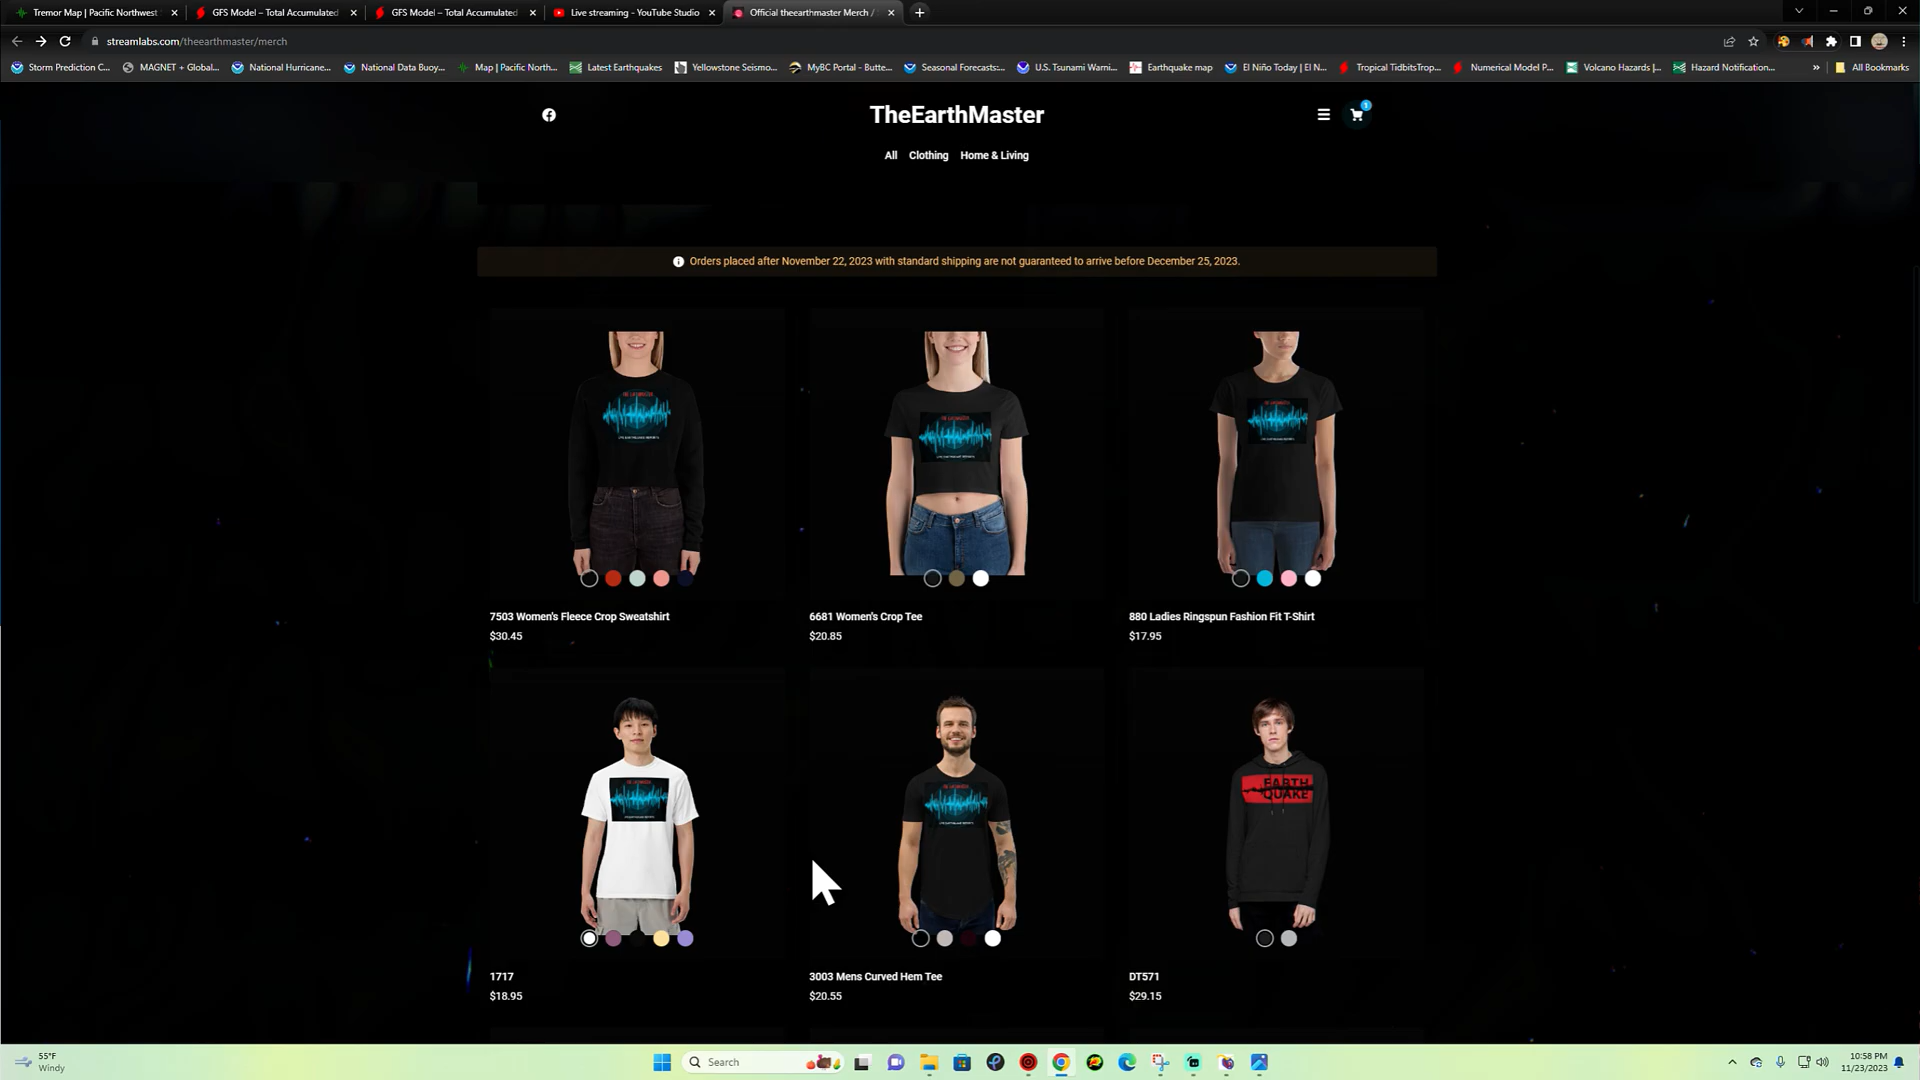 Tremor Map | Pacific Northwest
GFS Model – Total Accumulated
GFS Model – Total Accumulated
Live streaming - YouTube Studio
Official theearthmaster Merch /
streamlabs.com/theearthmaster/merch
Storm Prediction C...
MAGNET + Global...
National Hurricane...
National Data Buoy...
Map | Pacific North...
Latest Earthquakes
Yellowstone Seismo...
MyBC Portal - Butte...
Seasonal Forecasts:...
U.S. Tsunami Warni...
Earthquake map
El Niño Today | El N...
Tropical TidbitsTrop...
Numerical Model P...
Volcano Hazards |...
Hazard Notification...
»
All Bookmarks
TheEarthMaster
1
All Clothing Home & Living
Orders placed after November 22, 2023 with standard shipping are not guaranteed to arrive before December 25, 2023.
7503 Women's Fleece Crop Sweatshirt
$30.45
6681 Women's Crop Tee
$20.85
880 Ladies Ringspun Fashion Fit T-Shirt
$17.95
EARTH
QUAKE
1717
$18.95
3003 Mens Curved Hem Tee
$20.55
DT571
$29.15
55°F
Windy
Search
10:58 PM
11/23/2023